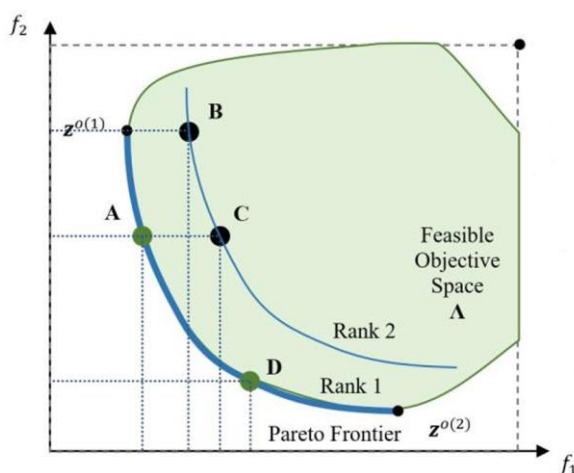 f₂
B
z^{o(1)}
A
C
Feasible
Objective
Space
Λ
Rank 2
D
Rank 1
Pareto Frontier
z^{o(2)}
f₁